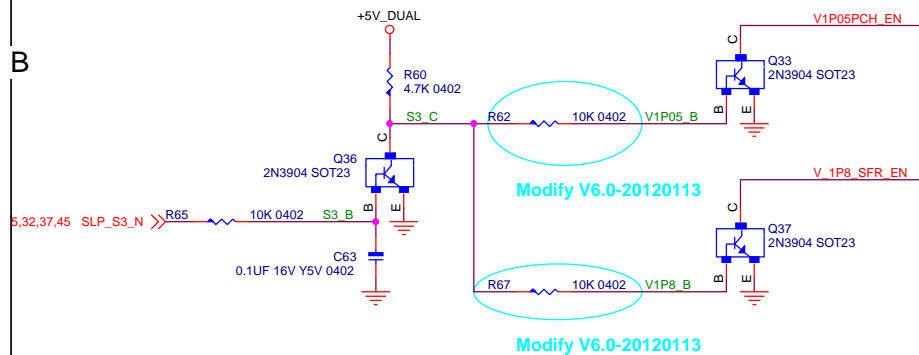 +5V_DUAL
V1P05PCH_EN
B
C
Q33
2N3904 SOT23
R60
4.7K 0402
S3_C
R62
10K 0402
V1P05_B
B
E
C
Q36
2N3904 SOT23
Modify V6.0-20120113
V_1P8_SFR_EN
B
E
5,32,37,45 SLP_S3_N
R65
10K 0402
S3_B
C
Q37
2N3904 SOT23
C63
0.1UF 16V Y5V 0402
R67
10K 0402
V1P8_B
B
E
Modify V6.0-20120113